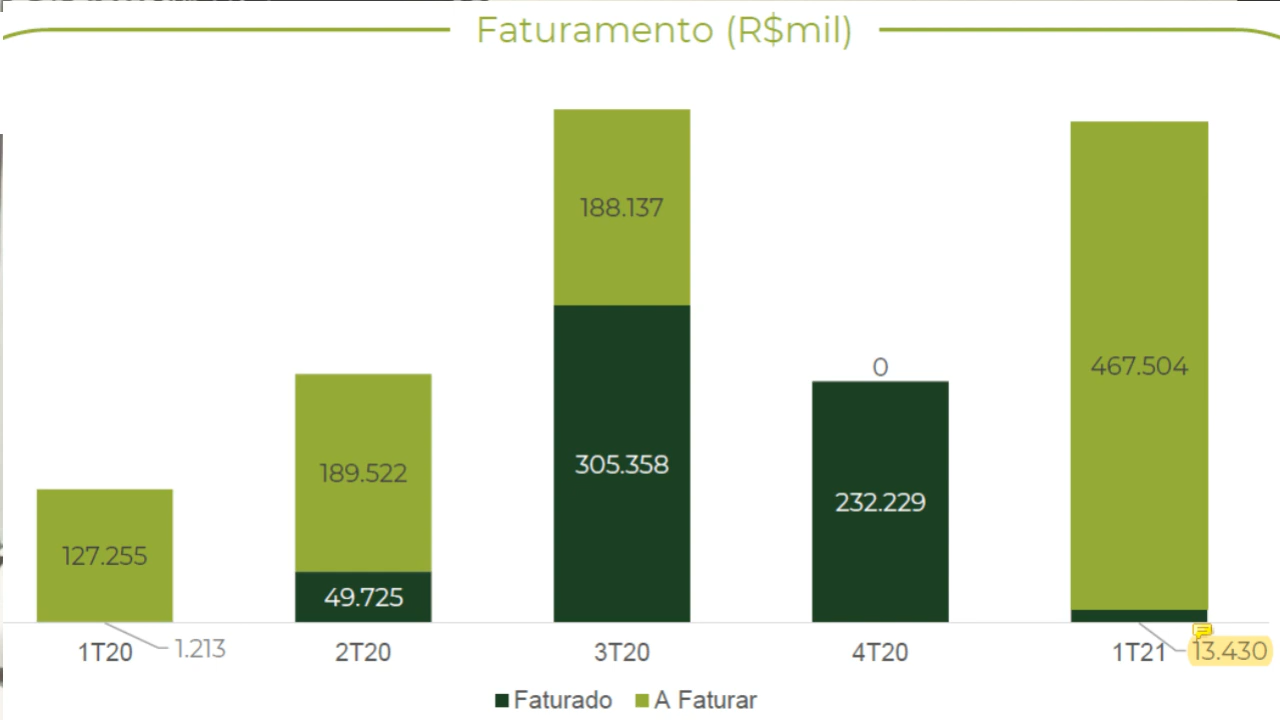 Faturamento (R$mil)
188.137
0
467.504
305.358
189.522
232.229
127.255
49.725
1.213
13.430
1T20
2T20
3T20
4T20
1T21
Faturado
A Faturar